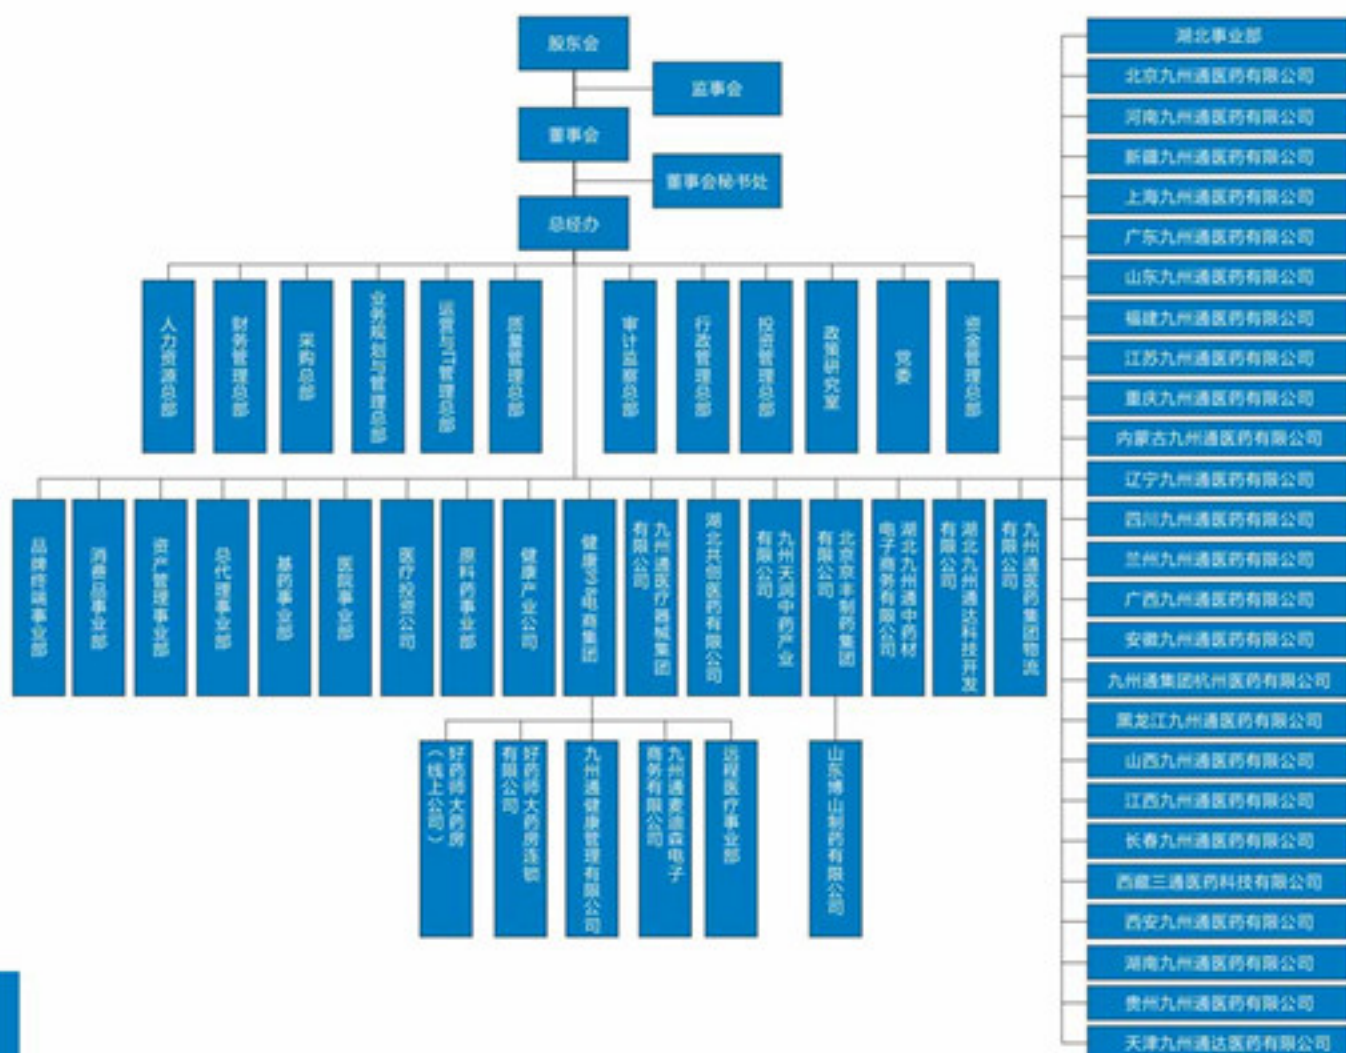 股东会
监事会
董事会
董事会秘书处
总经办
人力资源总部
财务管理总部
采购总部
业务规划与管理总部
运营与IT管理总部
质量管理总部
审计监察总部
行政管理总部
投资管理总部
政策研究室
党委
资金管理总部
品牌终端事业部
消费品事业部
资产管理事业部
总代理事业部
基药事业部
医院事业部
医疗投资公司
原料药事业部
健康产业公司
电商集团
九州通医疗器械集团
有限公司
湖北共创医药有限公司
九州天润中药产业
有限公司
北京京丰制药集团
有限公司
湖北九州通中药材
电子商务有限公司
湖北九州通达科技开发
有限公司
九州通医药集团物流
有限公司
好药师大药房
（线上公司）
好药师大药房连锁
有限公司
九州通健康管理有限公司
九州通麦迪森电子
商务有限公司
远程医疗事业部
山东博山制药有限公司
湖北事业部
北京九州通医药有限公司
河南九州通医药有限公司
新疆九州通医药有限公司
上海九州通医药有限公司
广东九州通医药有限公司
山东九州通医药有限公司
福建九州通医药有限公司
江苏九州通医药有限公司
重庆九州通医药有限公司
内蒙古九州通医药有限公司
辽宁九州通医药有限公司
四川九州通医药有限公司
兰州九州通医药有限公司
广西九州通医药有限公司
安徽九州通医药有限公司
九州通集团杭州医药有限公司
黑龙江九州通医药有限公司
山西九州通医药有限公司
江西九州通医药有限公司
长春九州通医药有限公司
西藏三通医药科技有限公司
西安九州通医药有限公司
湖南九州通医药有限公司
贵州九州通医药有限公司
天津九州通达医药有限公司